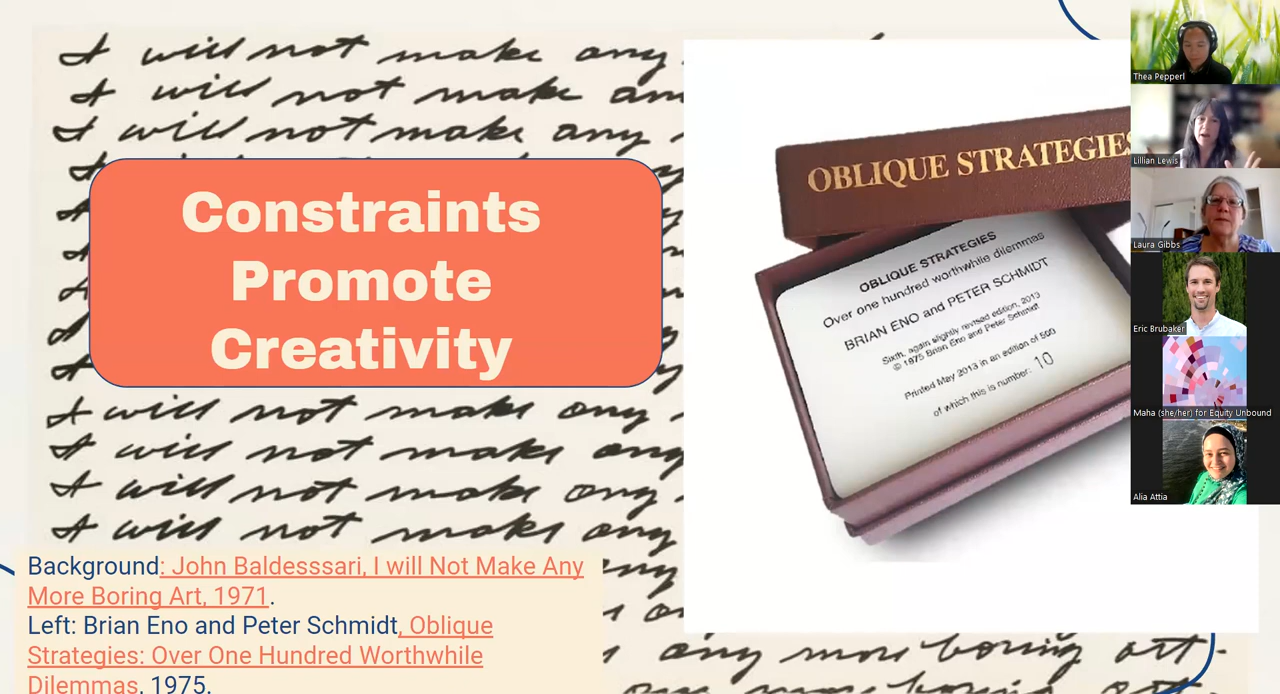 I will not make any
I will not make
I will not make any
Constraints
Promote
Creativity
I will not make any
I will not make any
I will not make any
I will not make any
any
any more boring art.
more boring art.
Background: John Baldesssari, I will Not Make Any
More Boring Art, 1971.
Left: Brian Eno and Peter Schmidt, Oblique
Strategies: Over One Hundred Worthwhile
Dilemmas, 1975.
OBLIQUE STRATEGIES
OBLIQUE STRATEGIES
Over one hundred worthwhile dilemmas
BRIAN ENO and PETER SCHMIDT
Sixth, again slightly revised edition, 2013
© 1975 Brian Eno and Peter Schmidt
Printed May 2013 in an edition of 500
of which this is number: 10
Thea Pepperl
Lillian Lewis
Laura Gibbs
Eric Brubaker
Maha (she/her) for Equity Unbound
Alia Attia